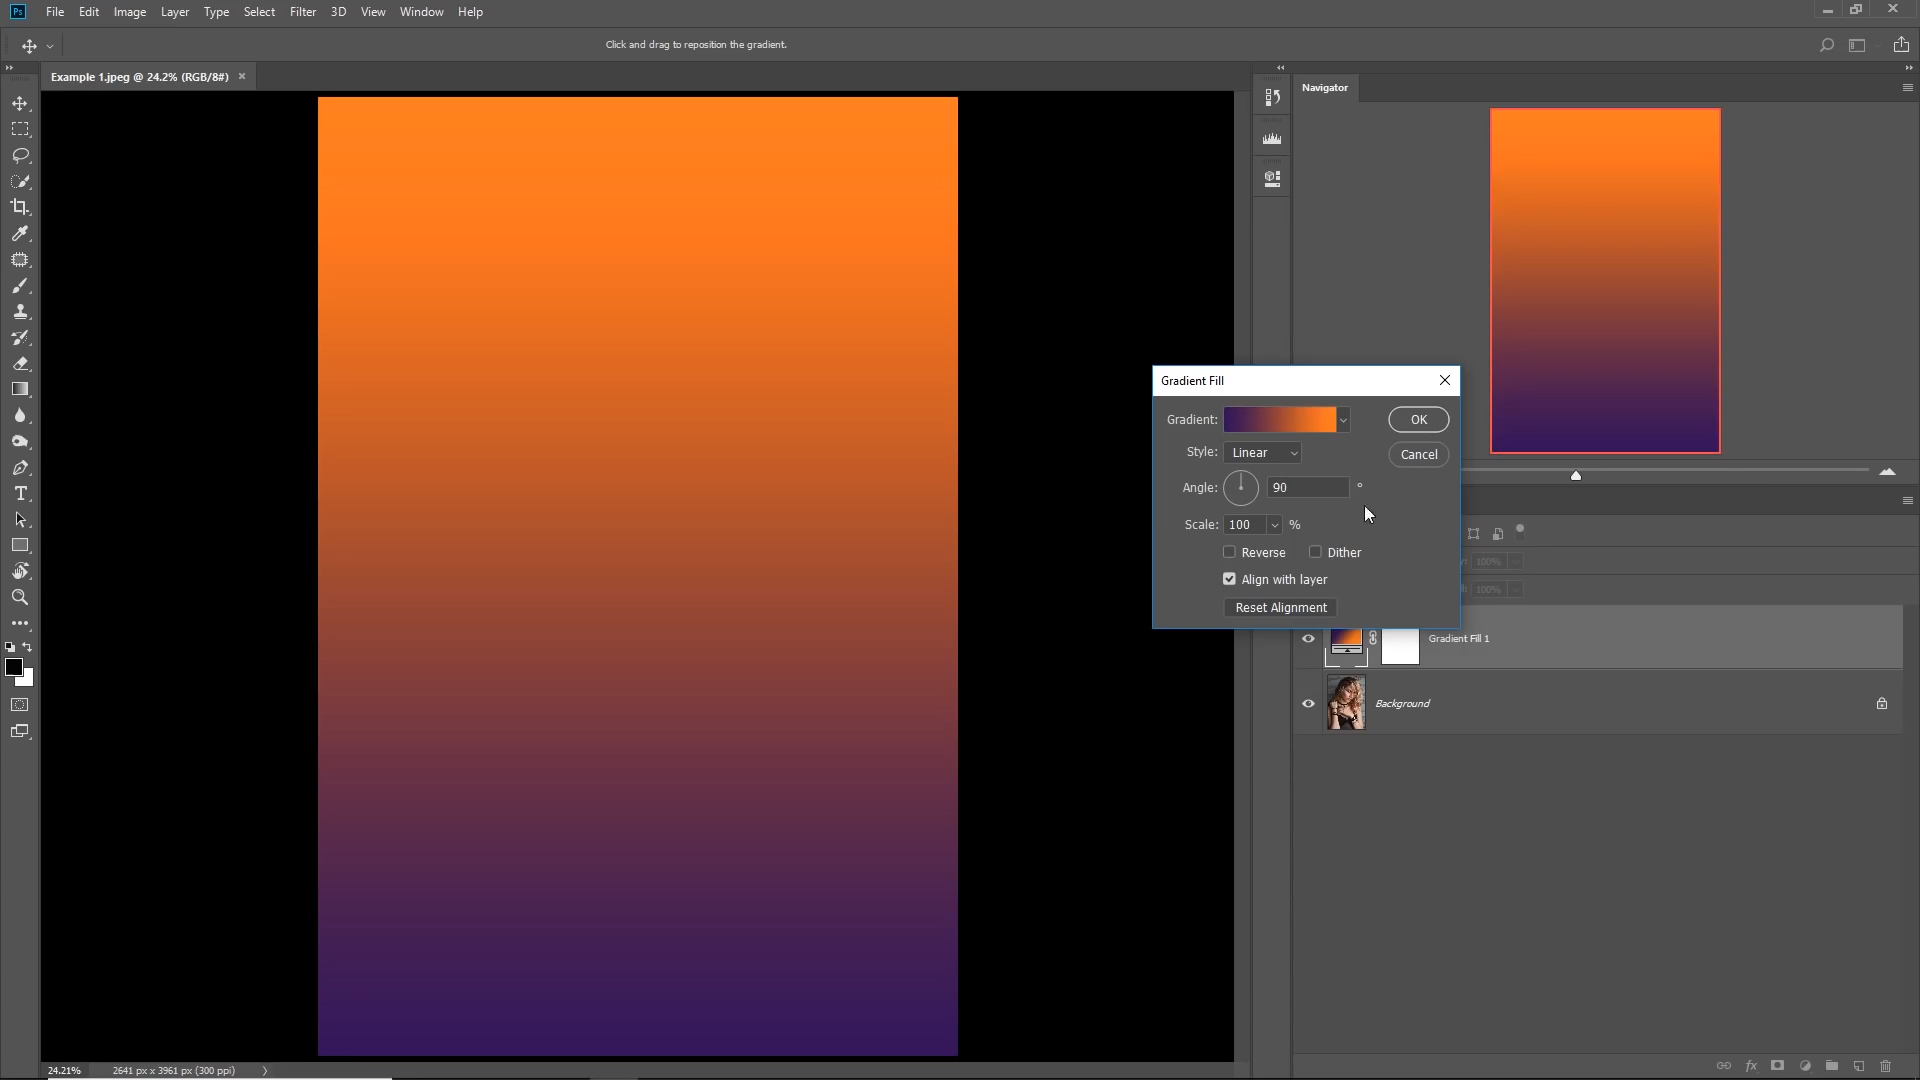 Ps File Edit Image Layer Type Select Filter 3D View Window Help
Click and drag to reposition the gradient.
Example 1.jpeg @ 24.2% (RGB/8#)
Navigator
Gradient Fill
Gradient:
OK
Style: Linear
Cancel
Angle: 90 °
Scale: 100 %
Reverse Dither
Align with layer
Reset Alignment
100%
100%
Gradient Fill 1
Background
T
fx
24.21% 2641 px x 3961 px (300 ppi)